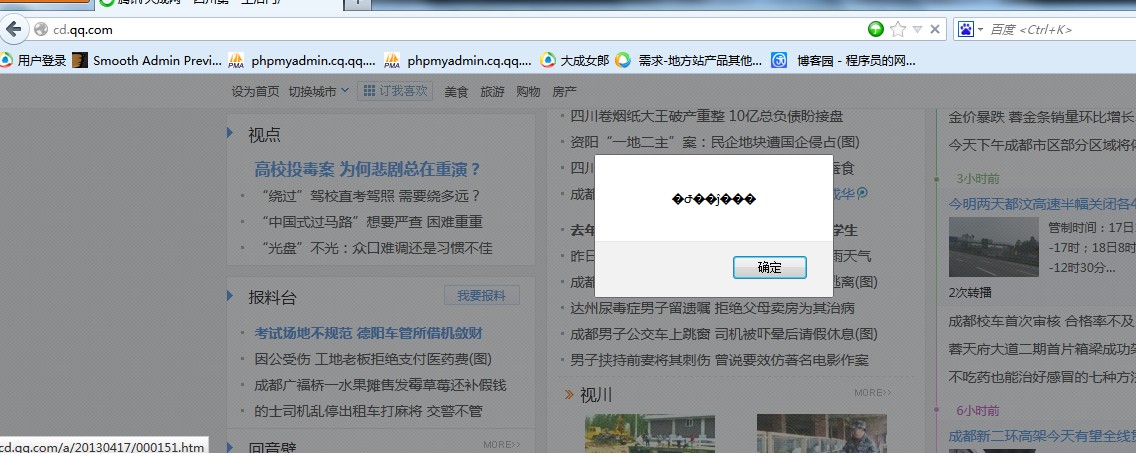 cd.qq.com
百度 <Ctrl+K>
用户登录 Smooth Admin Previ... phpmyadmin.cq.qq.... phpmyadmin.cq.qq.... 大成女郎 需求-地方站产品其他... 博客园 - 程序员的网...
设为首页 切换城市 订我喜欢 美食 旅游 购物 房产
视点
高校投毒案 为何悲剧总在重演？
“绕过”驾校直考驾照 需要绕多远？
“中国式过马路”想要严查 困难重重
“光盘”不光：众口难调还是习惯不佳
报料台
我要报料
考试场地不规范 德阳车管所借机敛财
因公受伤 工地老板拒绝支付医药费(图)
成都广福桥一水果摊售发霉草莓还补假钱
的士司机乱停出租车打麻将 交警不管
回音壁
MORE>>
cd.qq.com/a/20130417/000151.htm
四川卷烟纸大王破产重整 10亿总负债盼接盘
资阳“一地二主”案：民企地块遭国企侵占(图)
四川
成都
成华
去年
学生
昨日
雨天气
成都
逃离(图)
达州尿毒症男子留遗嘱 拒绝父母卖房为其治病
成都男子公交车上跳窗 司机被吓晕后请假休息(图)
男子挟持前妻将其刺伤 曾说要效仿著名电影作案
确定
视川
MORE>>
金价暴跌 蓉金条销量环比增长
今天下午成都市区部分区域将
3小时前
今明两天都汶高速半幅关闭各4
管制时间：17日1
-17时；18日8时
-12时30分...
2次转播
成都校车首次审核 合格率不及
蓉天府大道二期首片箱梁成功架
不吃药也能治好感冒的七种方法
6小时前
成都新二环高架今天有望全线贯